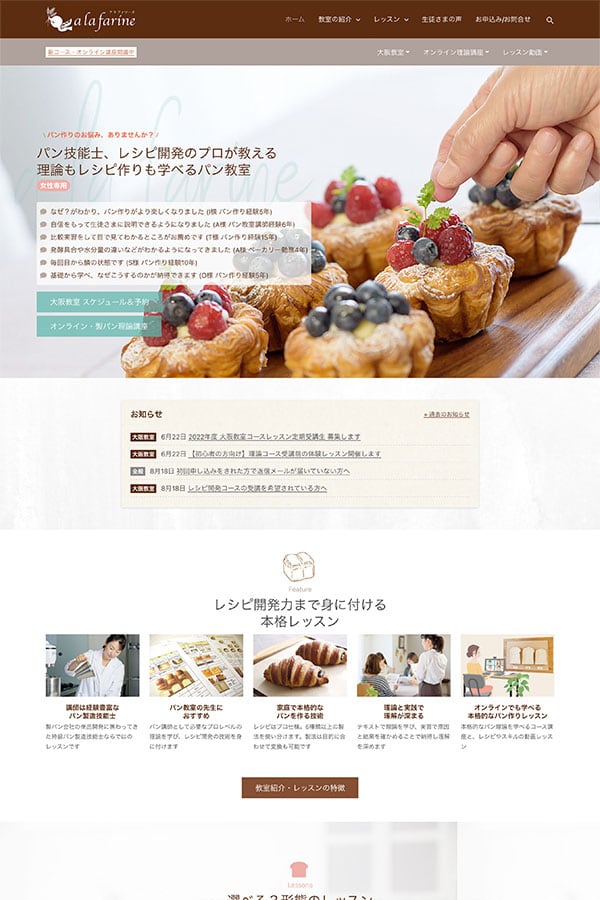 アラファリーヌ
a la farine
ホーム 教室の紹介 レッスン 生徒さまの声 お申込み/お問合せ
新コース・オンライン講座開講中
大阪教室 オンライン理論講座 レッスン動画
\ パン作りのお悩み、ありませんか？ /
パン技能士、レシピ開発のプロが教える
理論もレシピ作りも学べるパン教室
女性専用
a la farine
なぜ？がわかり、パン作りがより楽しくなりました (I様 パン作り経験6年)
自信をもって生徒さまに説明できるようになりました (A様 パン教室講師経験6年)
比較実習をして目で見てわかるところがお薦めです (T様 パン作り経験15年)
発酵具合や水分量の違いなどがわかるようになってきました (A様 ベーカリー勤務4年)
毎回目から鱗の状態です (S様 パン作り経験10年)
基礎から学べ、なぜこうするのかが納得できます (D様 パン作り経験5年)
大阪教室 スケジュール＆予約
オンライン・製パン理論講座
お知らせ
» 過去のお知らせ
大阪教室 6月22日 2022年度 大阪教室コースレッスン定期受講生 募集します
大阪教室 6月22日 【初心者の方向け】理論コース受講前の体験レッスン開催します
全般 8月18日 初回申し込みをされた方で返信メールが届いていない方へ
大阪教室 8月18日 レシピ開発コースの受講を希望されている方へ
Feature
レシピ開発力まで身に付ける
本格レッスン
講師は経験豊富な
パン製造技能士
製パン会社の商品開発に携わってき
た特級パン製造技能士ならではの
レッスンです
パン教室の先生に
おすすめ
パン講師として必要なプロレベルの
理論を学び、レシピ開発の技術を身
に付けます
家庭で本格的な
パンを作る技術
レシピはプロ仕様。6種類以上の製
法を使い分けます。製法は目的に合
わせて変換も可能です
理論と実践で
理解が深まる
テキストで理論を学び、実習で原因
と結果を確かめることで納得し理解
を深めます
オンラインでも学べる
本格的なパン作りレッスン
本格的なパン理論を学べるコース講
座と、レシピやスキルの動画レッス
ン
教室紹介・レッスンの特徴
Lessons
選べる３形態のレッスン